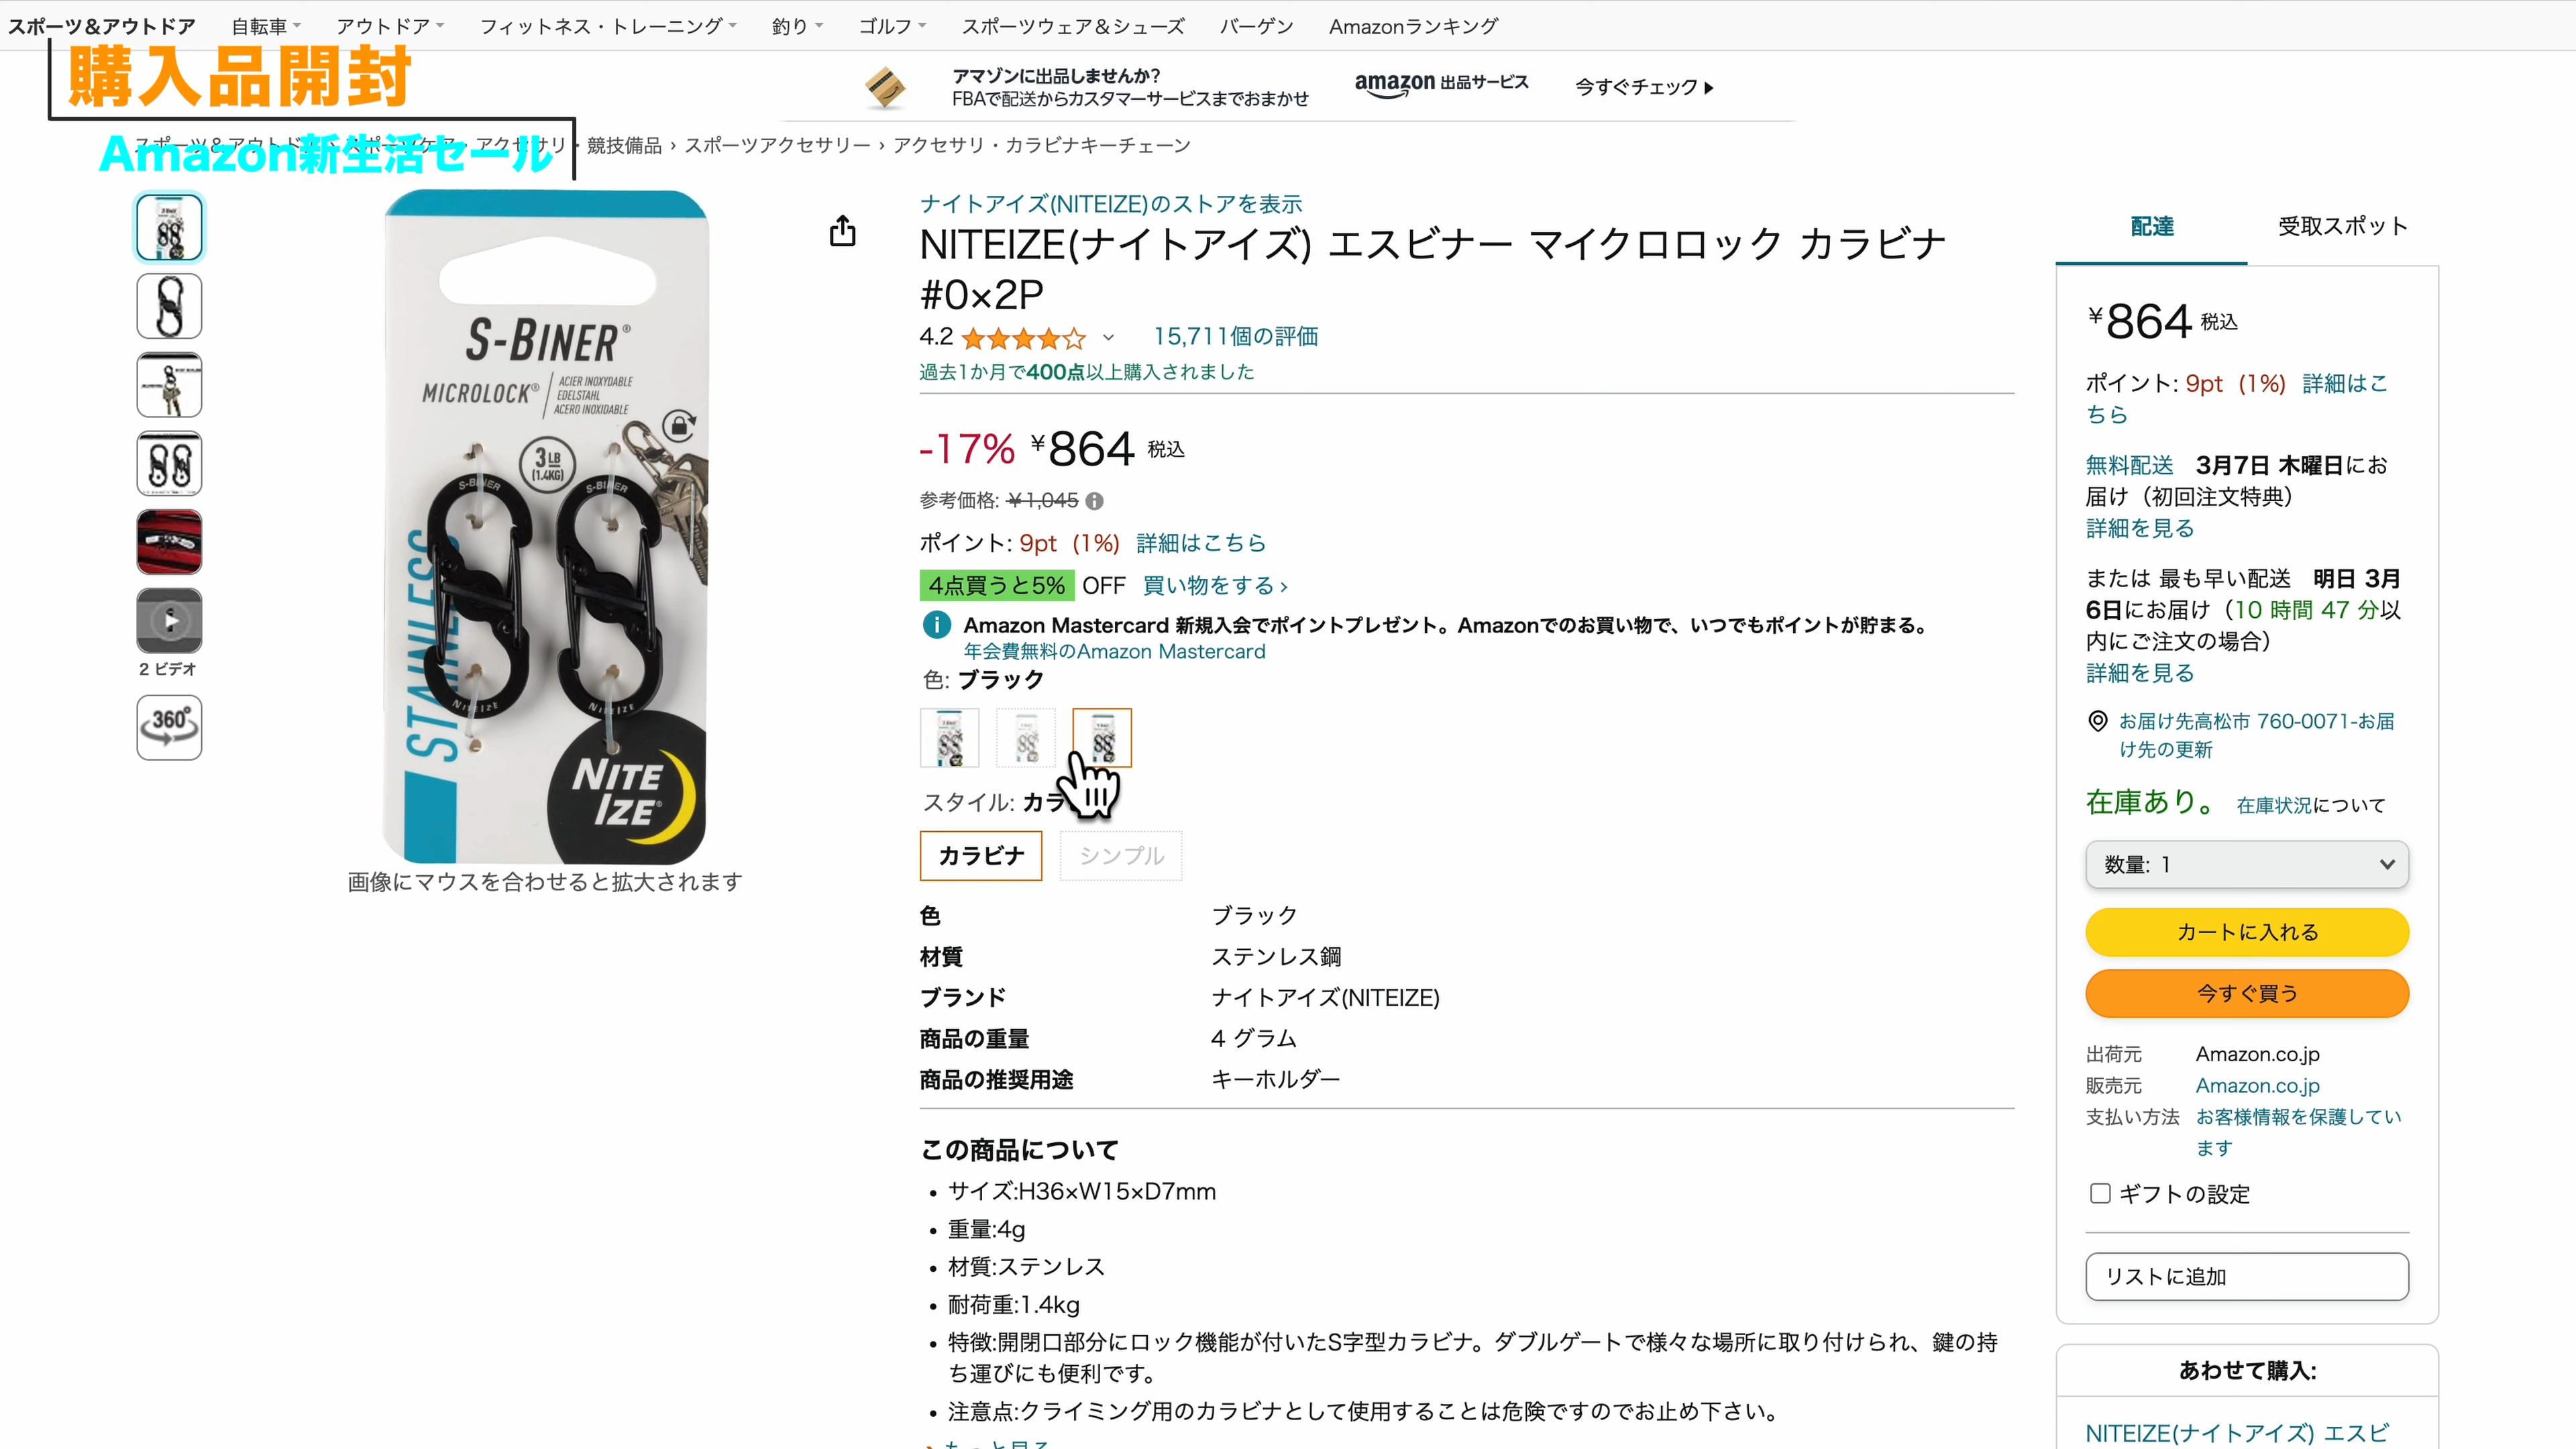 スポーツ&アウトドア 自転車 アウトドア フィットネス・トレーニング 釣り ゴルフ スポーツウェア＆シューズ バーゲン Amazonランキング
購入品開封
アマゾンに出品しませんか？
FBAで配送からカスタマーサービスまでおまかせ
amazon 出品サービス
今すぐチェック
Amazon新生活セール
・競技備品 › スポーツアクセサリー › アクセサリ・カラビナキーチェーン
S-BINER®
MICROLOCK®
ACIER INOXYDABLE
EDELSTAHL
ACERO INOXIDABLE
3 LB
(1.4KG)
S-BINER
S-BINER
STAINLESS
NITEIZE
NITEIZE
NITE
IZE®
2 ビデオ
360°
画像にマウスを合わせると拡大されます
ナイトアイズ(NITEIZE)のストアを表示
NITEIZE(ナイトアイズ) エスビナー マイクロロック カラビナ
#0×2P
4.2 15,711個の評価
過去1か月で400点以上購入されました
-17% ¥864 税込
参考価格: ¥1,045
ポイント: 9pt (1%) 詳細はこちら
4点買うと5% OFF 買い物をする ›
Amazon Mastercard 新規入会でポイントプレゼント。Amazonでのお買い物で、いつでもポイントが貯まる。
年会費無料のAmazon Mastercard
色: ブラック
スタイル: カラ
カラビナ シンプル
色 ブラック
材質 ステンレス鋼
ブランド ナイトアイズ(NITEIZE)
商品の重量 4 グラム
商品の推奨用途 キーホルダー
この商品について
• サイズ:H36×W15×D7mm
• 重量:4g
• 材質:ステンレス
• 耐荷重:1.4kg
• 特徴:開閉口部分にロック機能が付いたS字型カラビナ。ダブルゲートで様々な場所に取り付けられ、鍵の持
ち運びにも便利です。
• 注意点:クライミング用のカラビナとして使用することは危険ですのでお止め下さい。
› もっと見る
配達 受取スポット
¥864 税込
ポイント: 9pt (1%) 詳細はこ
ちら
無料配送 3月7日 木曜日にお
届け（初回注文特典）
詳細を見る
または 最も早い配送 明日 3月
6日にお届け（10 時間 47 分以
内にご注文の場合）
詳細を見る
お届け先高松市 760-0071-お届
け先の更新
在庫あり。 在庫状況について
数量: 1
カートに入れる
今すぐ買う
出荷元 Amazon.co.jp
販売元 Amazon.co.jp
支払い方法 お客様情報を保護してい
ます
ギフトの設定
リストに追加
あわせて購入:
NITEIZE(ナイトアイズ) エスビ